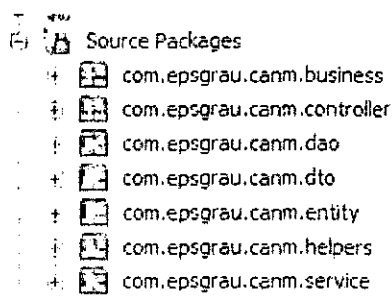 Source Packages
com.epsgrau.canm.business
com.epsgrau.canm.controller
com.epsgrau.canm.dao
com.epsgrau.canm.dto
com.epsgrau.canm.entity
com.epsgrau.canm.helpers
com.epsgrau.canm.service